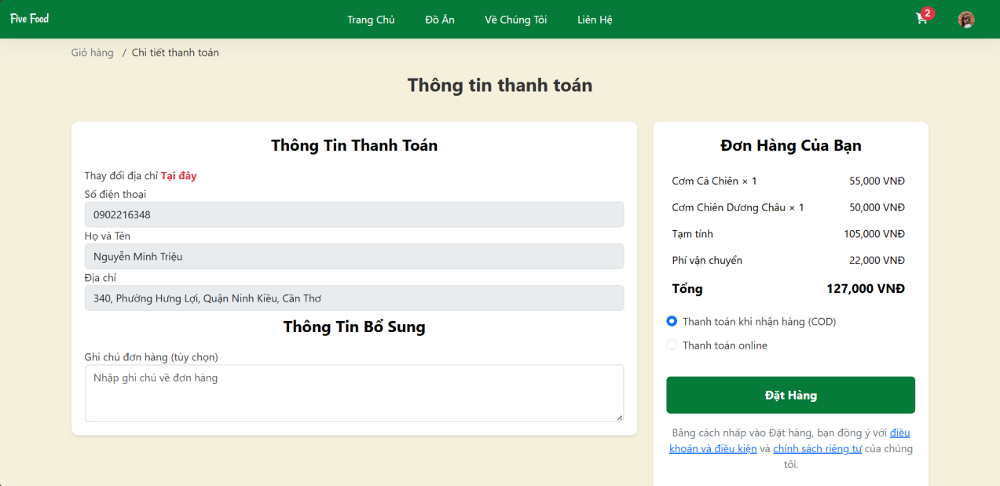 Five Food
Trang Chủ
Đồ Ăn
Về Chúng Tôi
Liên Hệ
2
Giỏ hàng / Chi tiết thanh toán
Thông tin thanh toán
Thông Tin Thanh Toán
Thay đổi địa chỉ Tại đây
Số điện thoại
0902216348
Họ và Tên
Nguyễn Minh Triệu
Địa chỉ
340, Phường Hưng Lợi, Quận Ninh Kiều, Cần Thơ
Thông Tin Bổ Sung
Ghi chú đơn hàng (tùy chọn)
Nhập ghi chú về đơn hàng
Đơn Hàng Của Bạn
Cơm Cá Chiên × 1 55,000 VNĐ
Cơm Chiên Dương Châu × 1 50,000 VNĐ
Tạm tính 105,000 VNĐ
Phí vận chuyển 22,000 VNĐ
Tổng 127,000 VNĐ
Thanh toán khi nhận hàng (COD)
Thanh toán online
Đặt Hàng
Bằng cách nhấp vào Đặt hàng, bạn đồng ý với điều
khoản và điều kiện và chính sách riêng tư của chúng
tôi.